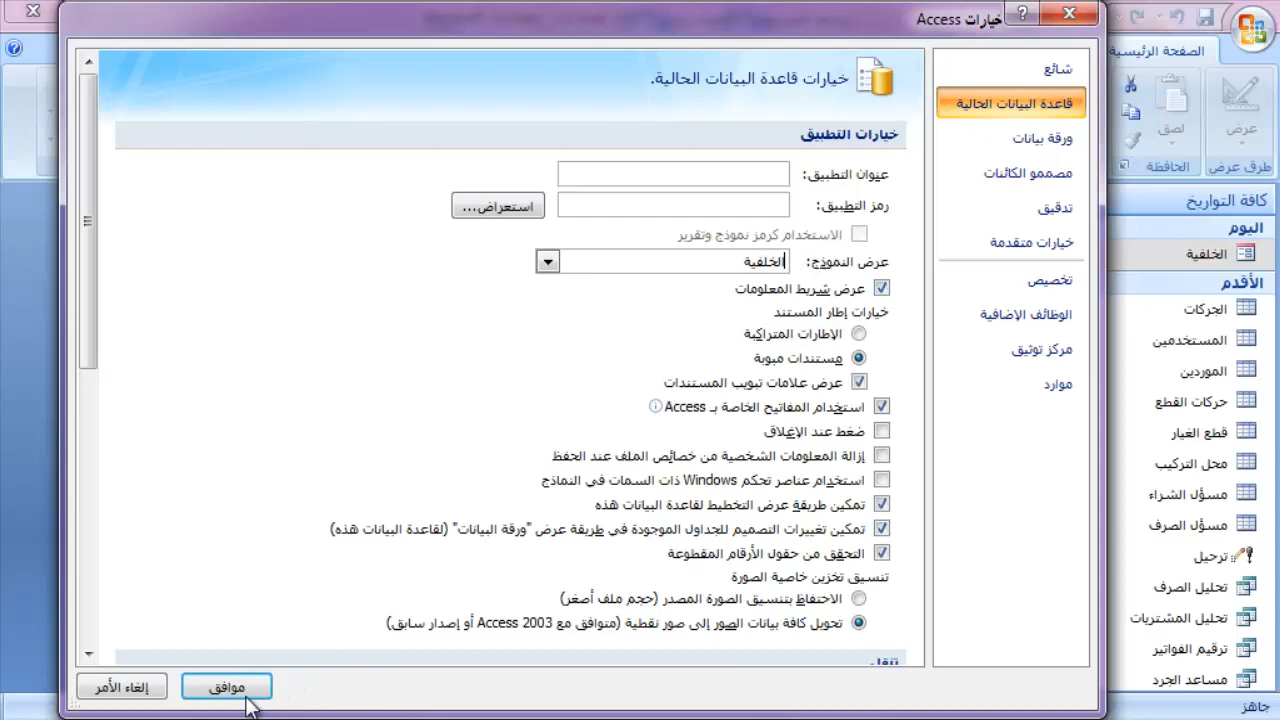 خيارات Access
شائع
قاعدة البيانات الحالية
ورقة بيانات
مصممو الكائنات
تدقيق
خيارات متقدمة
تخصيص
الوظائف الإضافية
مركز توثيق
موارد
خيارات قاعدة البيانات الحالية.
خيارات التطبيق
عنوان التطبيق:
رمز التطبيق:
استعراض...
الاستخدام كرمز نموذج وتقرير
عرض النموذج:
الخلفية
عرض شريط المعلومات
خيارات إطار المستند
الإطارات المتراكبة
مستندات مبوبة
عرض علامات تبويب المستندات
استخدام المفاتيح الخاصة بـ Access
ضغط عند الإغلاق
إزالة المعلومات الشخصية من خصائص الملف عند الحفظ
استخدام عناصر تحكم Windows ذات السمات في النماذج
تمكين طريقة عرض التخطيط لقاعدة البيانات هذه
تمكين تغييرات التصميم للجداول الموجودة في طريقة عرض "ورقة البيانات" (لقاعدة البيانات هذه)
التحقق من حقول الأرقام المقطوعة
تنسيق تخزين خاصية الصورة
الاحتفاظ بتنسيق الصورة المصدر (حجم ملف أصغر)
تحويل كافة بيانات الصور إلى صور نقطية (متوافق مع Access 2003 أو إصدار سابق)
تنقل
موافق
إلغاء الأمر
الصفحة الرئيسية
عرض
لصق
طرق عرض
الحافظة
كافة التواريخ
اليوم
الخلفية
الأقدم
الحركات
المستخدمين
الموردين
حركات القطع
قطع الغيار
محل التركيب
مسؤل الشراء
مسؤل الصرف
ترحيل
تحليل الصرف
تحليل المشتريات
ترقيم الفواتير
مساعد الجرد
جاهز